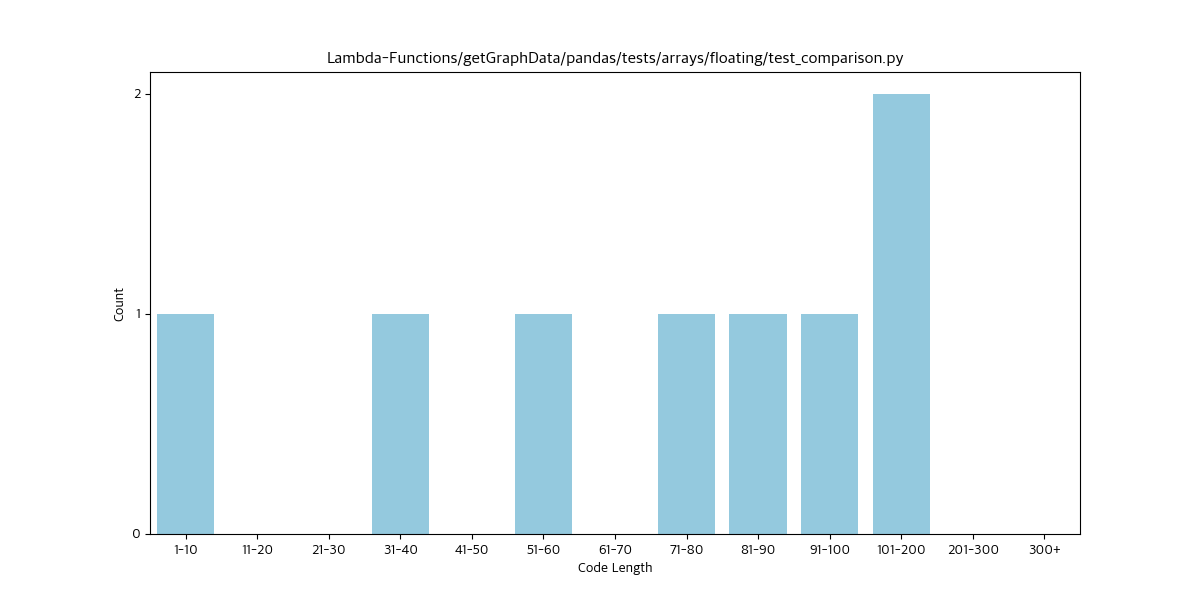 Lambda-Functions/getGraphData/pandas/tests/arrays/floating/test_comparison.py
2
1
0
Count
1-10 11-20 21-30 31-40 41-50 51-60 61-70 71-80 81-90 91-100 101-200 201-300 300+
Code Length